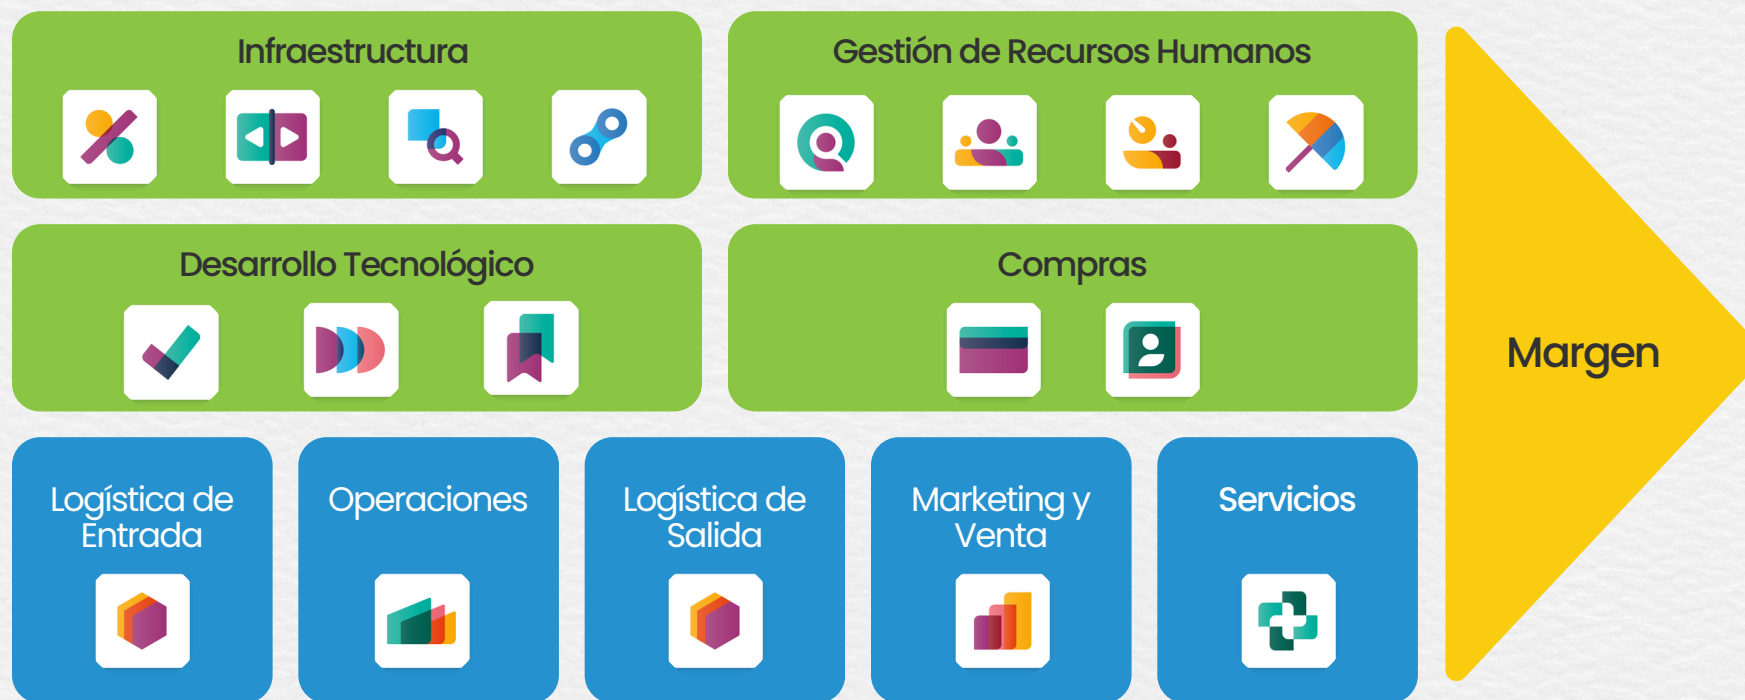 Infraestructura
Gestión de Recursos Humanos
Desarrollo Tecnológico
Compras
Margen
Logística de
Entrada
Operaciones
Logística de
Salida
Marketing y
Venta
Servicios